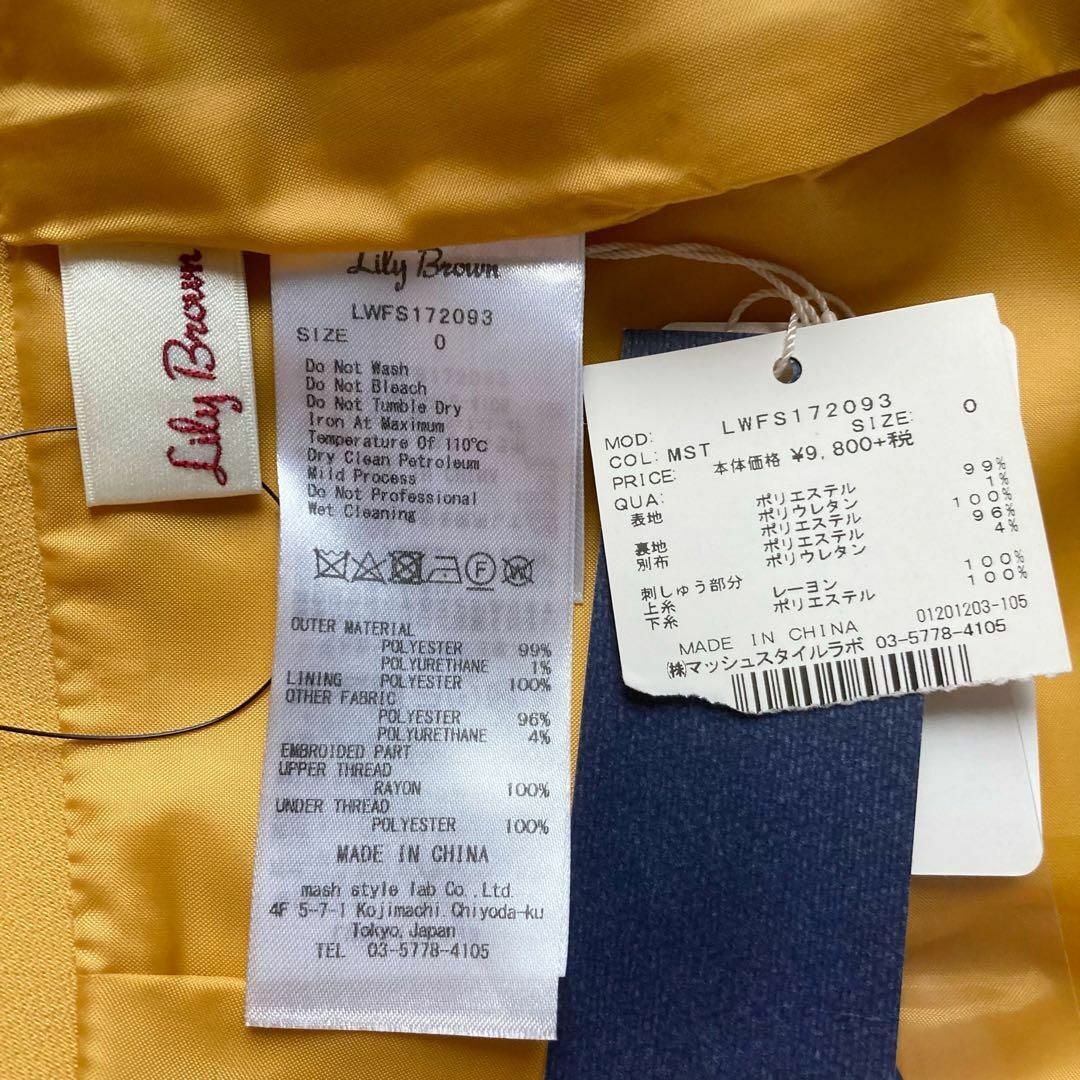 Lily Brown
Lily Brown
LWFS172093
SIZE 0
Do Not Wash
Do Not Bleach
Do Not Tumble Dry
Iron At Maximum
Temperature Of 110℃
Dry Clean Petroleum
Mild Process
Do Not Professional
Wet Cleaning
F W
OUTER MATERIAL
POLYESTER 99%
POLYURETHANE 1%
LINING POLYESTER 100%
OTHER FABRIC
POLYESTER 96%
POLYURETHANE 4%
EMBROIDED PART
UPPER THREAD
RAYON 100%
UNDER THREAD
POLYESTER 100%
MADE IN CHINA
mash style lab Co.,Ltd.
4F 5-7-1 Kojimachi.Chiyoda-ku
Tokyo.Japan
TEL 03-5778-4105
MOD: LWFS172093
COL: MST SIZE: 0
PRICE: 本体価格 ¥9,800+税
QUA:
表地 ポリエステル 99%
ポリウレタン 1%
裏地 ポリエステル 100%
別布 ポリエステル 96%
ポリウレタン 4%
刺しゅう部分
上糸 レーヨン 100%
下糸 ポリエステル 100%
01201203-105
MADE IN CHINA
(株)マッシュスタイルラボ 03-5778-4105